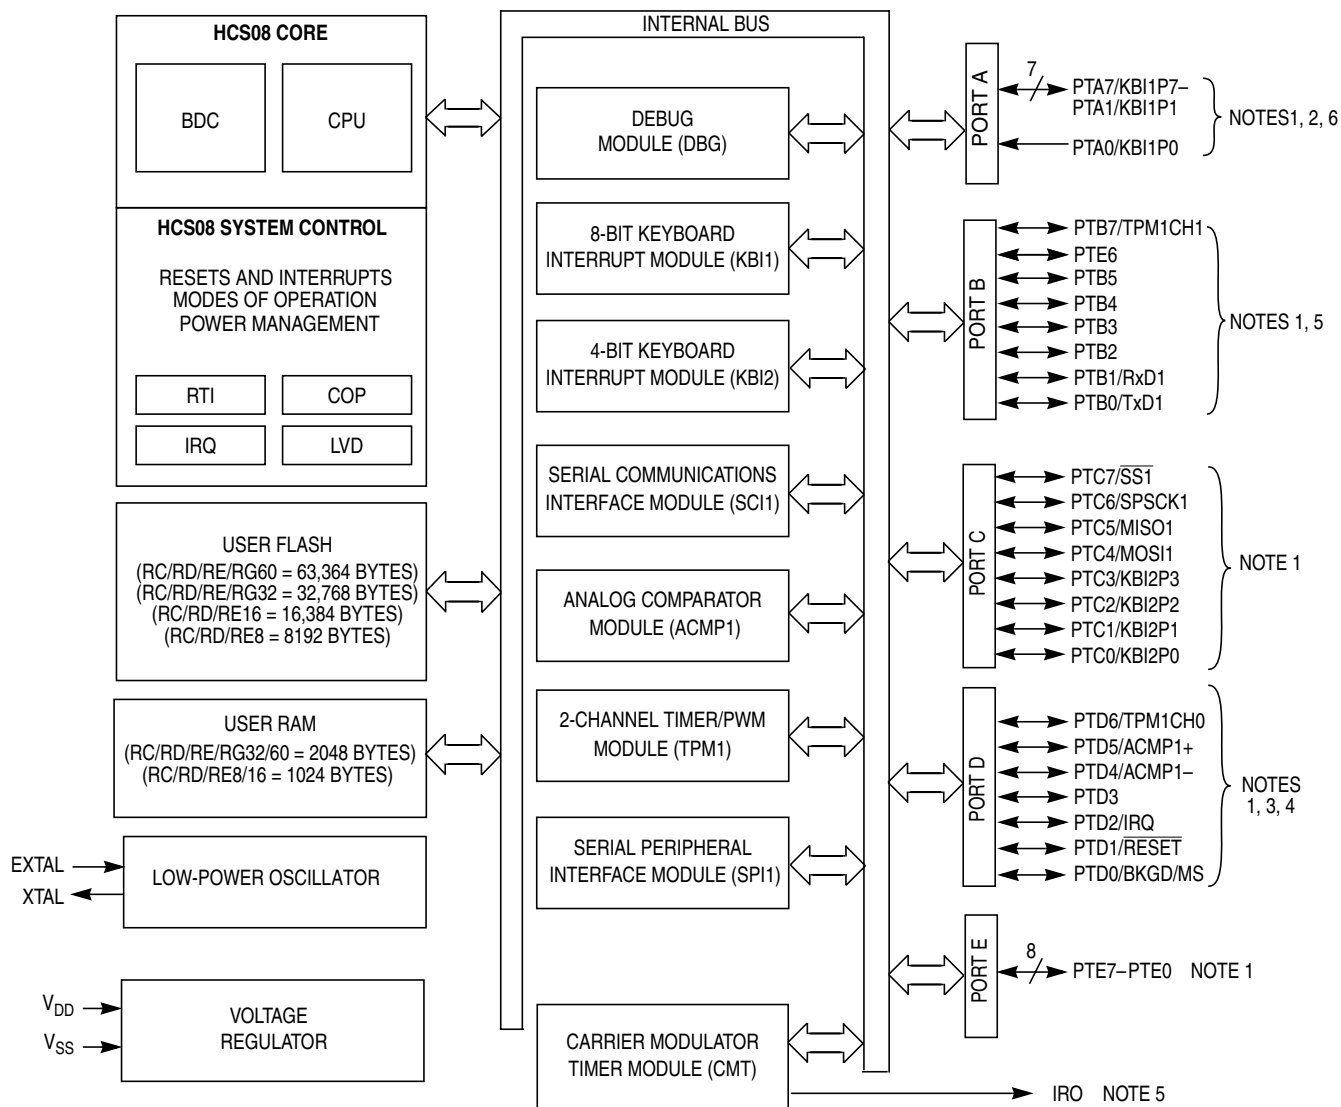 HCS08 CORE
BDC
CPU
HCS08 SYSTEM CONTROL
RESETS AND INTERRUPTS
MODES OF OPERATION
POWER MANAGEMENT
RTI
COP
IRQ
LVD
USER FLASH
(RC/RD/RE/RG60 = 63,364 BYTES)
(RC/RD/RE/RG32 = 32,768 BYTES)
(RC/RD/RE16 = 16,384 BYTES)
(RC/RD/RE8 = 8192 BYTES)
USER RAM
(RC/RD/RE/RG32/60 = 2048 BYTES)
(RC/RD/RE8/16 = 1024 BYTES)
EXTAL
XTAL
LOW-POWER OSCILLATOR
VDD
VSS
VOLTAGE
REGULATOR
INTERNAL BUS
DEBUG
MODULE (DBG)
8-BIT KEYBOARD
INTERRUPT MODULE (KBI1)
4-BIT KEYBOARD
INTERRUPT MODULE (KBI2)
SERIAL COMMUNICATIONS
INTERFACE MODULE (SCI1)
ANALOG COMPARATOR
MODULE (ACMP1)
2-CHANNEL TIMER/PWM
MODULE (TPM1)
SERIAL PERIPHERAL
INTERFACE MODULE (SPI1)
CARRIER MODULATOR
TIMER MODULE (CMT)
PORT A
7
PTA7/KBI1P7–
PTA1/KBI1P1
PTA0/KBI1P0
NOTES1, 2, 6
PORT B
PTB7/TPM1CH1
PTE6
PTB5
PTB4
PTB3
PTB2
PTB1/RxD1
PTB0/TxD1
NOTES 1, 5
PORT C
PTC7/SS1
PTC6/SPSCK1
PTC5/MISO1
PTC4/MOSI1
PTC3/KBI2P3
PTC2/KBI2P2
PTC1/KBI2P1
PTC0/KBI2P0
NOTE 1
PORT D
PTD6/TPM1CH0
PTD5/ACMP1+
PTD4/ACMP1–
PTD3
PTD2/IRQ
PTD1/RESET
PTD0/BKGD/MS
NOTES
1, 3, 4
PORT E
8
PTE7–PTE0 NOTE 1
IRO NOTE 5